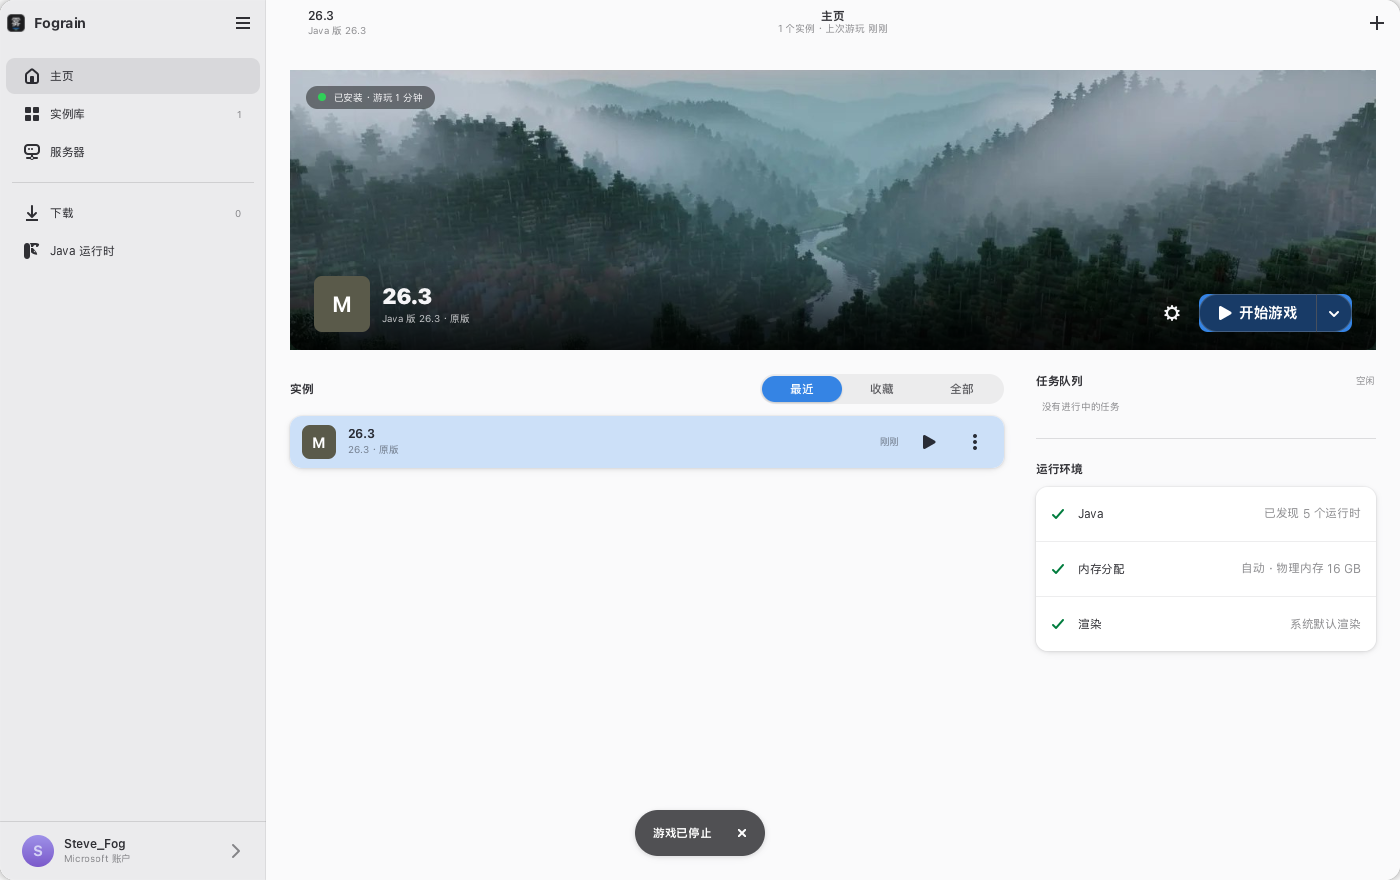 Fograin
主页
实例库
1
服务器
下载
0
Java 运行时
Steve_Fog
Microsoft 账户
S
26.3
Java 版 26.3
主页
1 个实例 · 上次游玩 刚刚
已安装 · 游玩 1 分钟
M
26.3
Java 版 26.3 · 原版
开始游戏
实例
最近
收藏
全部
M
26.3
26.3 · 原版
刚刚
任务队列
空闲
没有进行中的任务
运行环境
Java
已发现 5 个运行时
内存分配
自动 · 物理内存 16 GB
渲染
系统默认渲染
游戏已停止